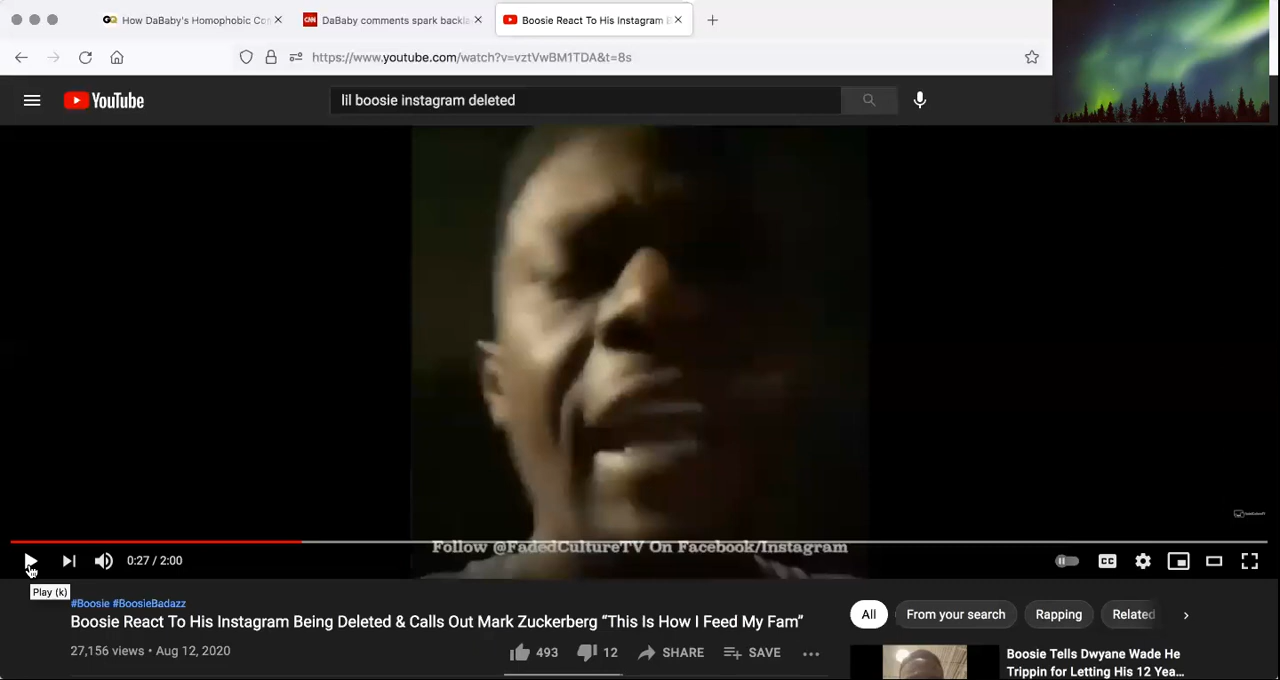 How DaBaby's Homophobic Co
CNN DaBaby comments spark backla
Boosie React To His Instagram
https://www.youtube.com/watch?v=vztVwBM1TDA&t=8s
YouTube
lil boosie instagram deleted
Follow @FadedCultureTV On Facebook/Instagram
0:27 / 2:00
CC
Play (k)
#Boosie #BoosieBadazz
Boosie React To His Instagram Being Deleted & Calls Out Mark Zuckerberg “This Is How I Feed My Fam”
27,156 views • Aug 12, 2020
493
12
SHARE
SAVE
All
From your search
Rapping
Related
Boosie Tells Dwyane Wade He
Trippin for Letting His 12 Yea...